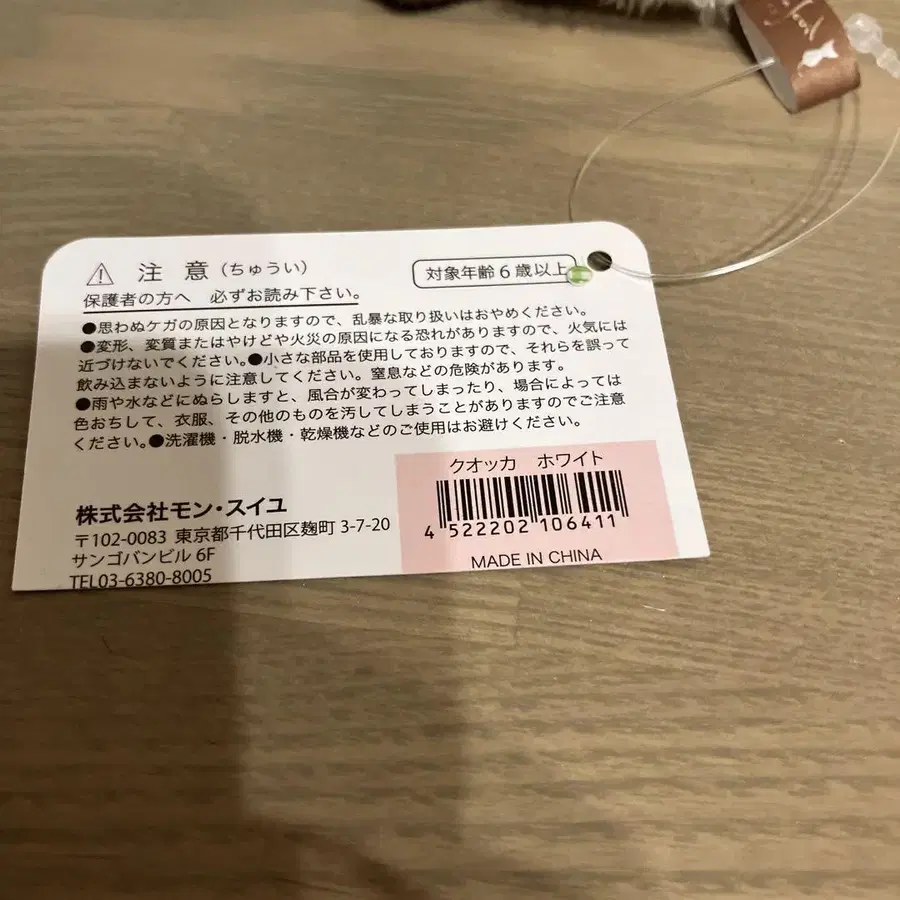 注 意（ちゅうい）
対象年齢6歳以上
保護者の方へ 必ずお読み下さい。
●思わぬケガの原因となりますので、乱暴な取り扱いはおやめください。
●変形、変質またはやけどや火災の原因になる恐れがありますので、火気には
近づけないでください。●小さな部品を使用しておりますので、それらを誤って
飲み込まないように注意してください。窒息などの危険があります。
●雨や水などにぬらしますと、風合が変わってしまったり、場合によっては
色おちして、衣服、その他のものを汚してしまうことがありますのでご注意
ください。●洗濯機・脱水機・乾燥機などのご使用はお避けください。
クオッカ ホワイト
4 522202 106411
MADE IN CHINA
株式会社モン・スイユ
〒102-0083 東京都千代田区麹町 3-7-20
サンゴバンビル 6F
TEL03-6380-8005